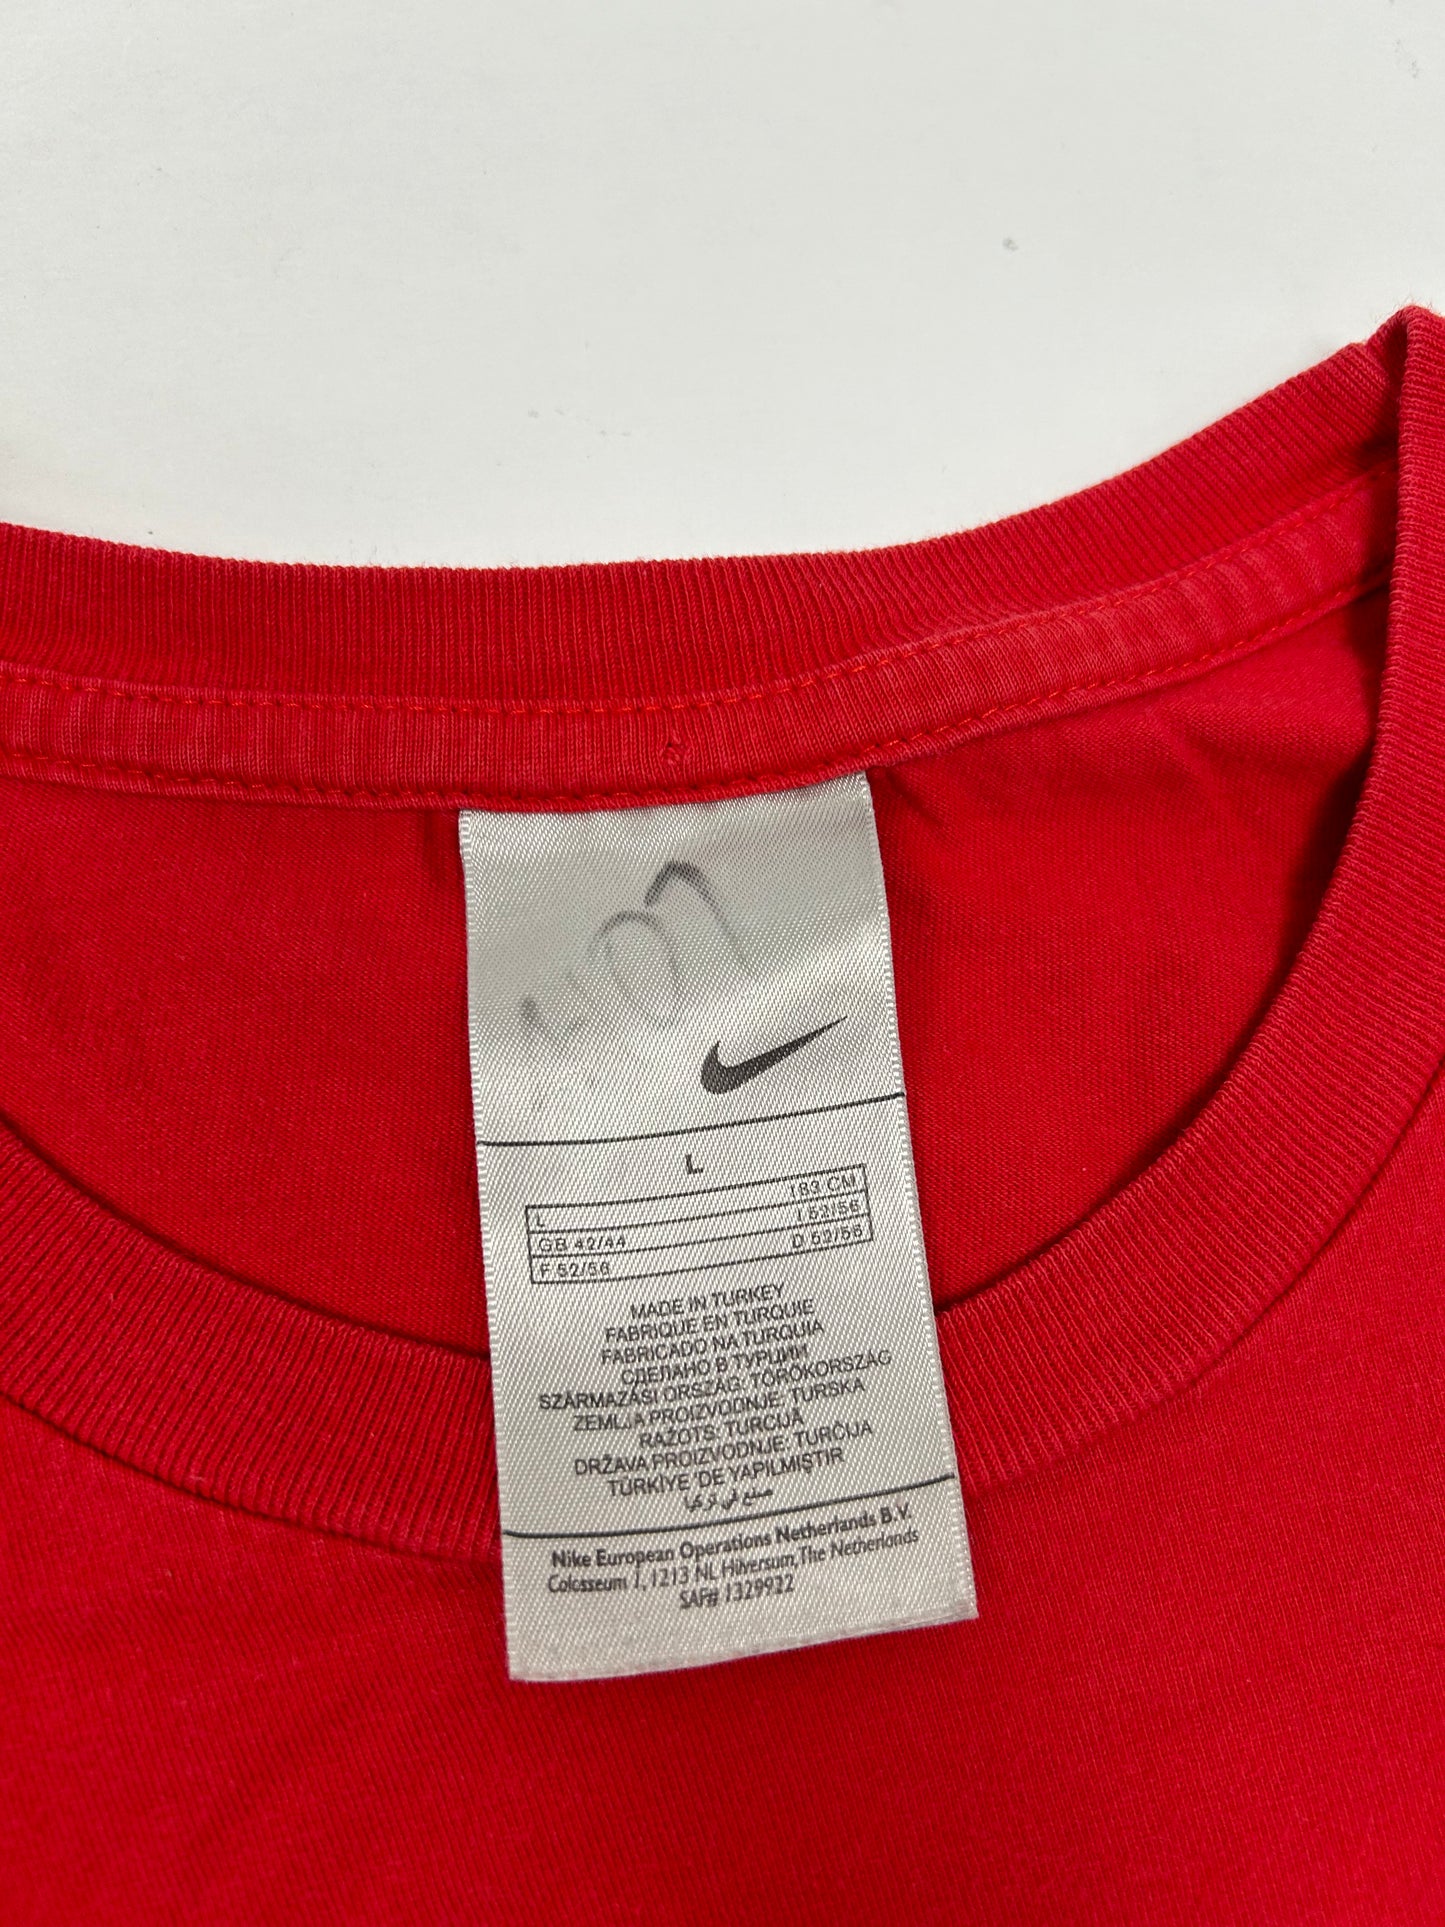 L
L 183 CM
GB 42/44 I 52/56
F 52/56 D 52/56
MADE IN TURKEY
FABRIQUE EN TURQUIE
FABRICADO NA TURQUIA
СДЕЛАНО В ТУРЦИИ
SZÁRMAZÁSI ORSZÁG: TÖRÖKORSZÁG
ZEMLJA PROIZVODNJE: TURSKA
RAŽOTS: TURCIJĀ
DRŽAVA PROIZVODNJE: TURČIJA
TÜRKİYE 'DE YAPILMIŞTIR
صنع في تركيا
Nike European Operations Netherlands B.V.
Colosseum 1, 1213 NL Hilversum, The Netherlands
SAF# 1329922